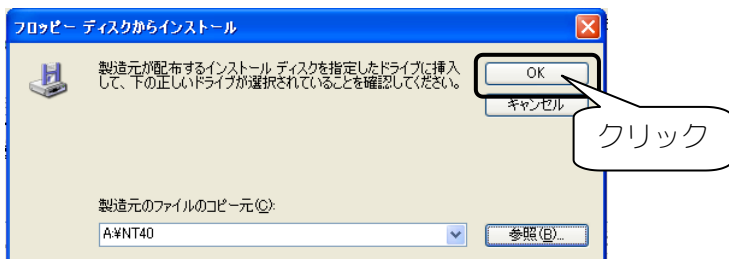 フロッピー ディスクからインストール
製造元が配布するインストール ディスクを指定したドライブに挿入
して、下の正しいドライブが選択されていることを確認してください。
OK
キャンセル
クリック
製造元のファイルのコピー元(C):
A:¥NT40
参照(B)...